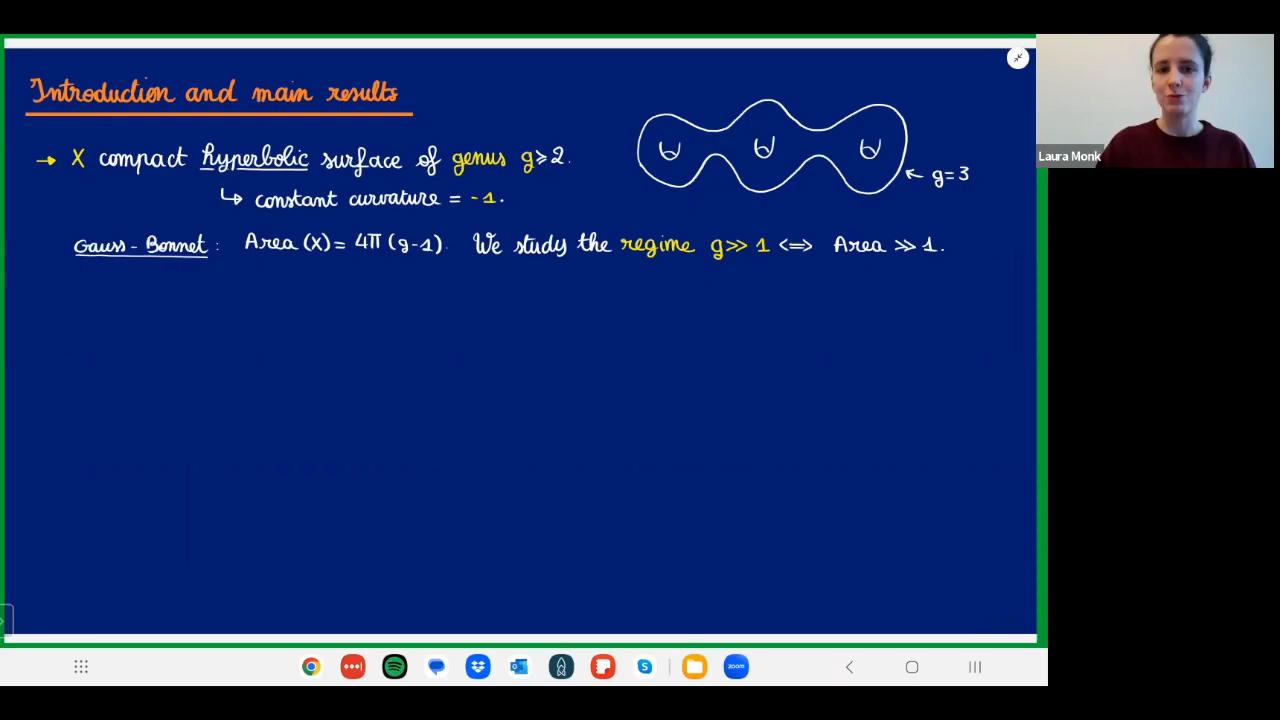 Introduction and main results
→ X compact hyperbolic surface of genus g≥2.
↳ constant curvature = -1.
← g=3
Gauss-Bonnet: Area(X) = 4π(g-1). We study the regime g≫1 ⟺ Area ≫1.
Laura Monk
zoom